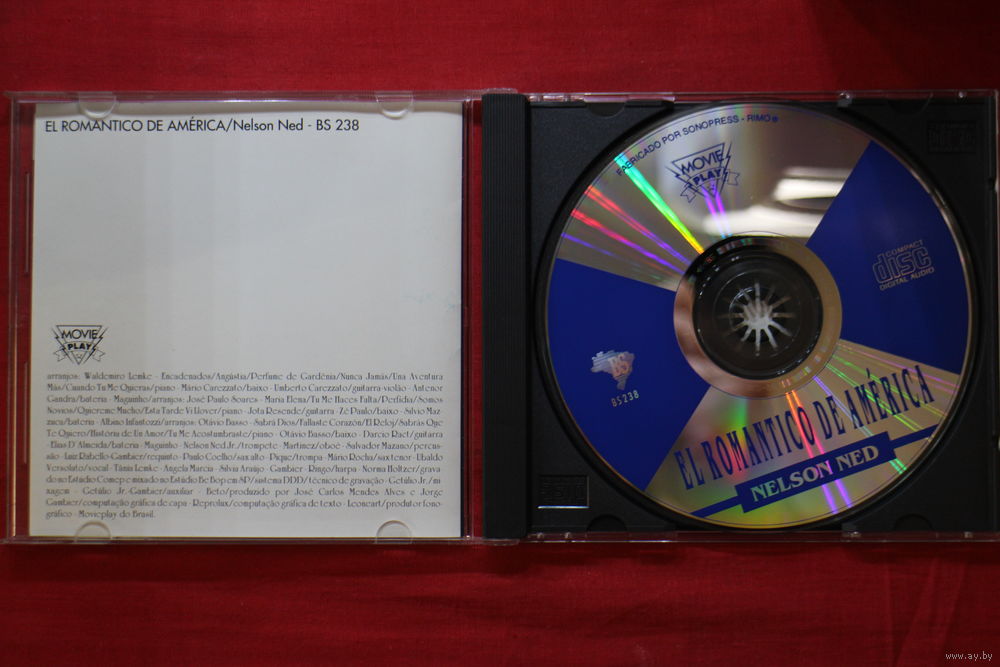 EL ROMANTICO DE AMÉRICA/Nelson Ned - BS 238
MOVIE
PLAY
arranjos: Waldemiro Lemke - Encadenados/Angústia/Perfume de Gardênia/Nunca Jamás/Una Aventura
Más/Cuando Tu Me Quieras/piano - Mário Carezzato/baixo - Umberto Carezzato/guitarra-violão - Antenor
Gandra/bateria - Maguinho/arranjos: José Paulo Soares - Maria Elena/Tu Me Haces Falta/Perfidia/Somos
Novios/Quiereme Mucho/Esta Tarde Vi Llover/piano - Jota Resende/guitarra - Zé Paulo/baixo - Silvio Maz-
zuca/bateria - Albino Infantozzi/arranjos - Otávio Basso - Sabrá Dios/Fallaste Corazón/El Reloj/Sabrás Que
Te Quiero/História de Un Amor/Tu Me Acostumbraste/piano - Otávio Basso/baixo - Darcio Ract/guitarra
- Elias D'Almeida/bateria - Maguinho - Nelson Ned Jr./trompete - Martinez/oboé - Salvador Mazano/percus-
são - Luiz Rabello-Gambier/requinto - Paulo Coelho/sax alto - Pique/trompa - Mário Rocha/sax tenor - Ubaldo
Versolato/vocal - Tânia Lemke - Angela Marcia - Silvia Araújo - Gambier - Ringo/harpa - Norma Holtzer/grava-
do no Estúdio Comep e mixado no Estúdio Be Bop em SP/sistema DDD/técnico de gravação - Getúlio Jr./mi-
xagem - Getúlio Jr.-Gambier/auxiliar - Beto/produzido por José Carlos Mendes Alves e Jorge
Gambier/computação gráfica de capa - Reprolux/computação gráfica de texto - Iconeart/produtor fono-
gráfico - Movieplay do Brasil.
FABRICADO POR SONOPRESS - RIMO
MOVIE
PLAY
COMPACT
disc
DIGITAL AUDIO
BS
BS 238
EL ROMANTICO DE AMÉRICA
NELSON NED
www.ay.by